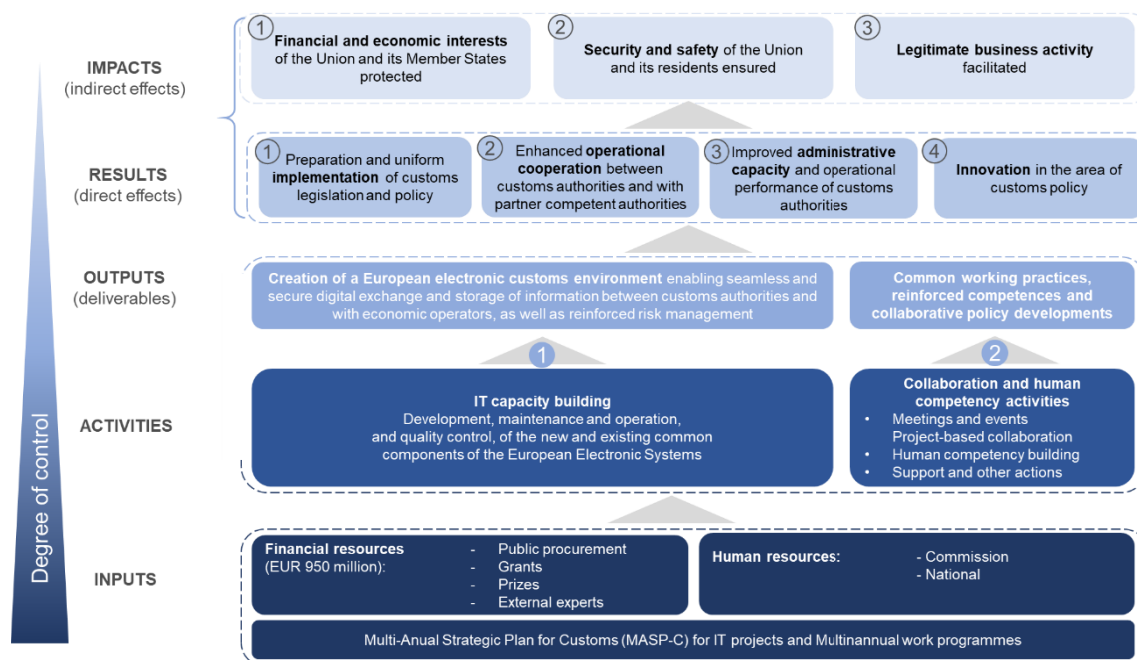 IMPACTS
(indirect effects)
1
Financial and economic interests
of the Union and its Member States
protected
2
Security and safety of the Union
and its residents ensured
3
Legitimate business activity
facilitated
RESULTS
(direct effects)
1
Preparation and uniform
implementation of customs
legislation and policy
2
Enhanced operational
cooperation between
customs authorities and with
partner competent authorities
3
Improved administrative
capacity and operational
performance of customs
authorities
4
Innovation in the area of
customs policy
OUTPUTS
(deliverables)
Creation of a European electronic customs environment enabling seamless and
secure digital exchange and storage of information between customs authorities and
with economic operators, as well as reinforced risk management
Common working practices,
reinforced competences and
collaborative policy developments
1
2
ACTIVITIES
IT capacity building
Development, maintenance and operation,
and quality control, of the new and existing common
components of the European Electronic Systems
Collaboration and human
competency activities
• Meetings and events
Project-based collaboration
• Human competency building
• Support and other actions
INPUTS
Financial resources
(EUR 950 million):
- Public procurement
- Grants
- Prizes
- External experts
Human resources:
- Commission
- National
Multi-Anual Strategic Plan for Customs (MASP-C) for IT projects and Multinannual work programmes
Degree of control